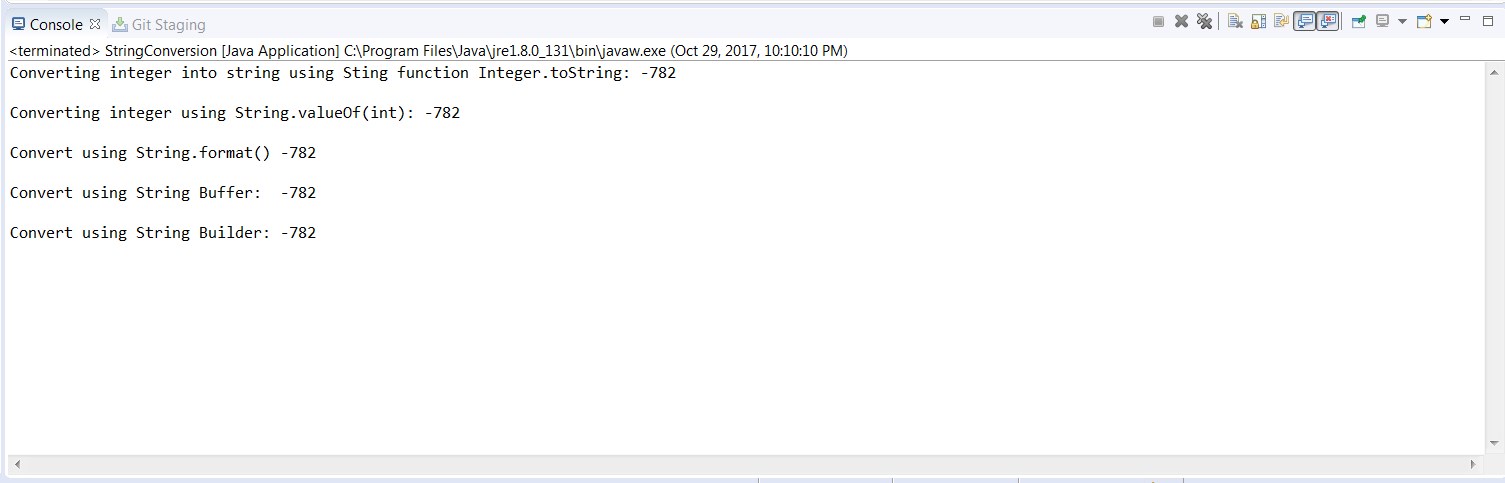 Console Git Staging
<terminated> StringConversion [Java Application] C:\Program Files\Java\jre1.8.0_131\bin\javaw.exe (Oct 29, 2017, 10:10:10 PM)
Converting integer into string using Sting function Integer.toString: -782
Converting integer using String.valueOf(int): -782
Convert using String.format() -782
Convert using String Buffer:  -782
Convert using String Builder: -782